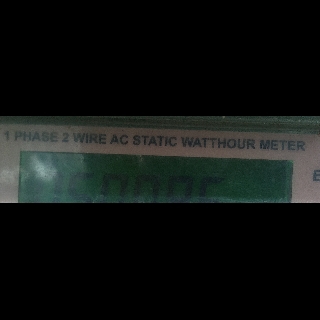 1 PHASE 2 WIRE AC STATIC WATTHOUR METER
E